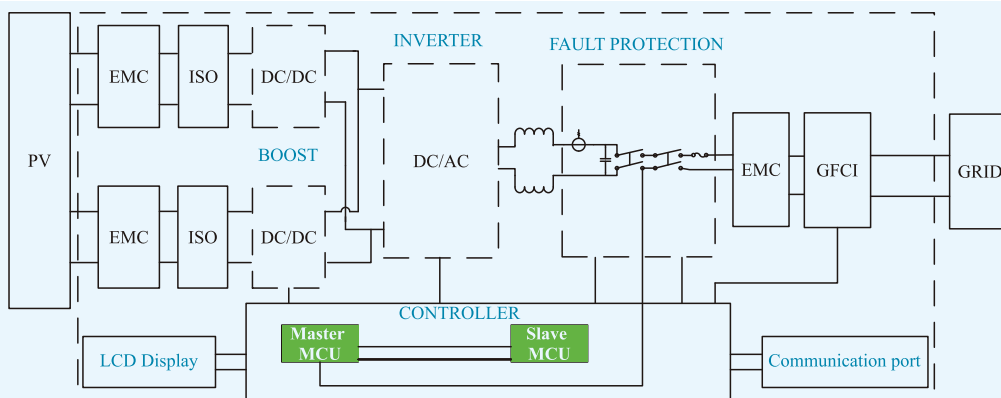 INVERTER
FAULT PROTECTION
PV
EMC
ISO
DC/DC
BOOST
DC/AC
EMC
GFCI
GRID
EMC
ISO
DC/DC
CONTROLLER
Master
MCU
Slave
MCU
LCD Display
Communication port